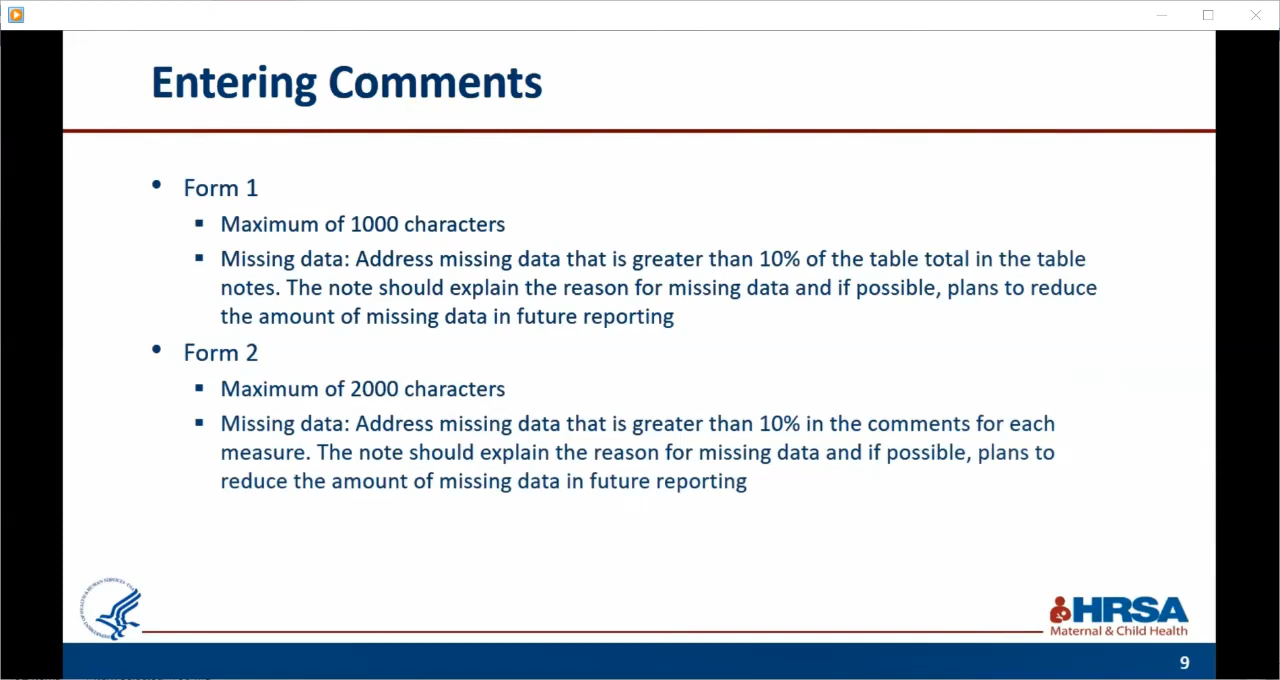 Entering Comments
• Form 1
▪ Maximum of 1000 characters
▪ Missing data: Address missing data that is greater than 10% of the table total in the table
notes. The note should explain the reason for missing data and if possible, plans to reduce
the amount of missing data in future reporting
• Form 2
▪ Maximum of 2000 characters
▪ Missing data: Address missing data that is greater than 10% in the comments for each
measure. The note should explain the reason for missing data and if possible, plans to
reduce the amount of missing data in future reporting
HRSA
Maternal & Child Health
9